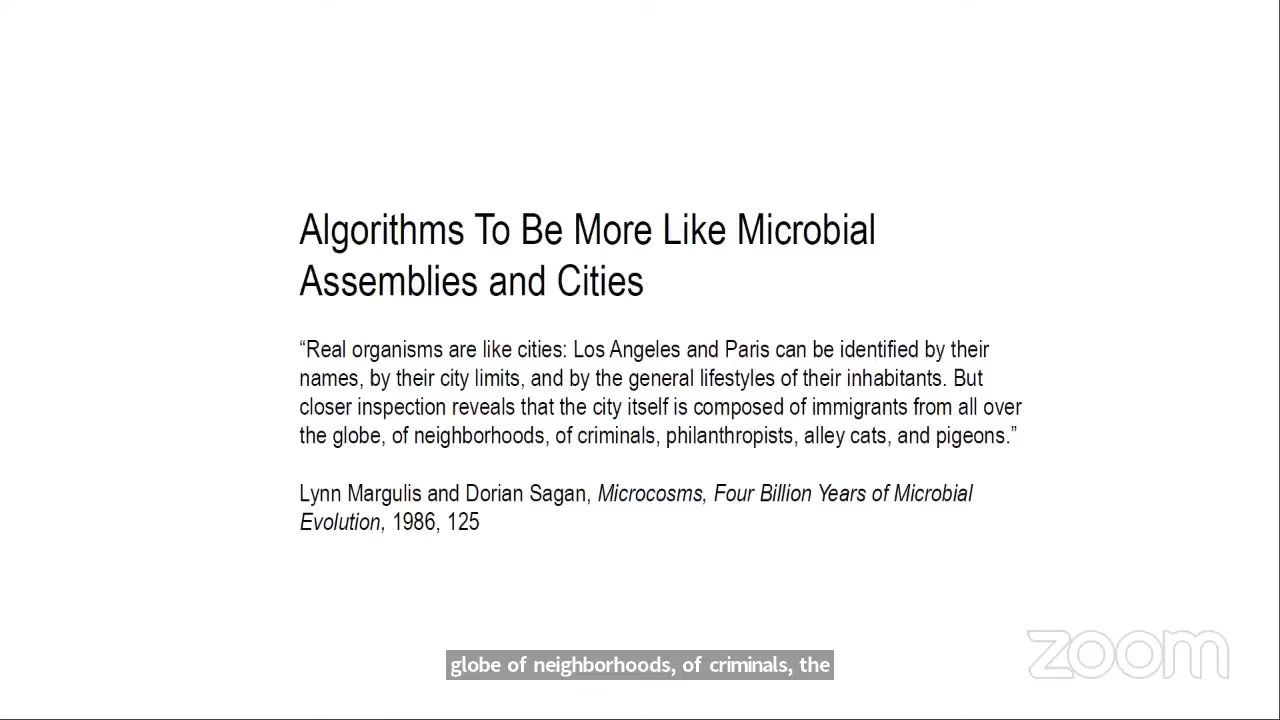 Algorithms To Be More Like Microbial
Assemblies and Cities
“Real organisms are like cities: Los Angeles and Paris can be identified by their
names, by their city limits, and by the general lifestyles of their inhabitants. But
closer inspection reveals that the city itself is composed of immigrants from all over
the globe, of neighborhoods, of criminals, philanthropists, alley cats, and pigeons.”
Lynn Margulis and Dorian Sagan, Microcosms, Four Billion Years of Microbial
Evolution, 1986, 125
globe of neighborhoods, of criminals, the
zoom